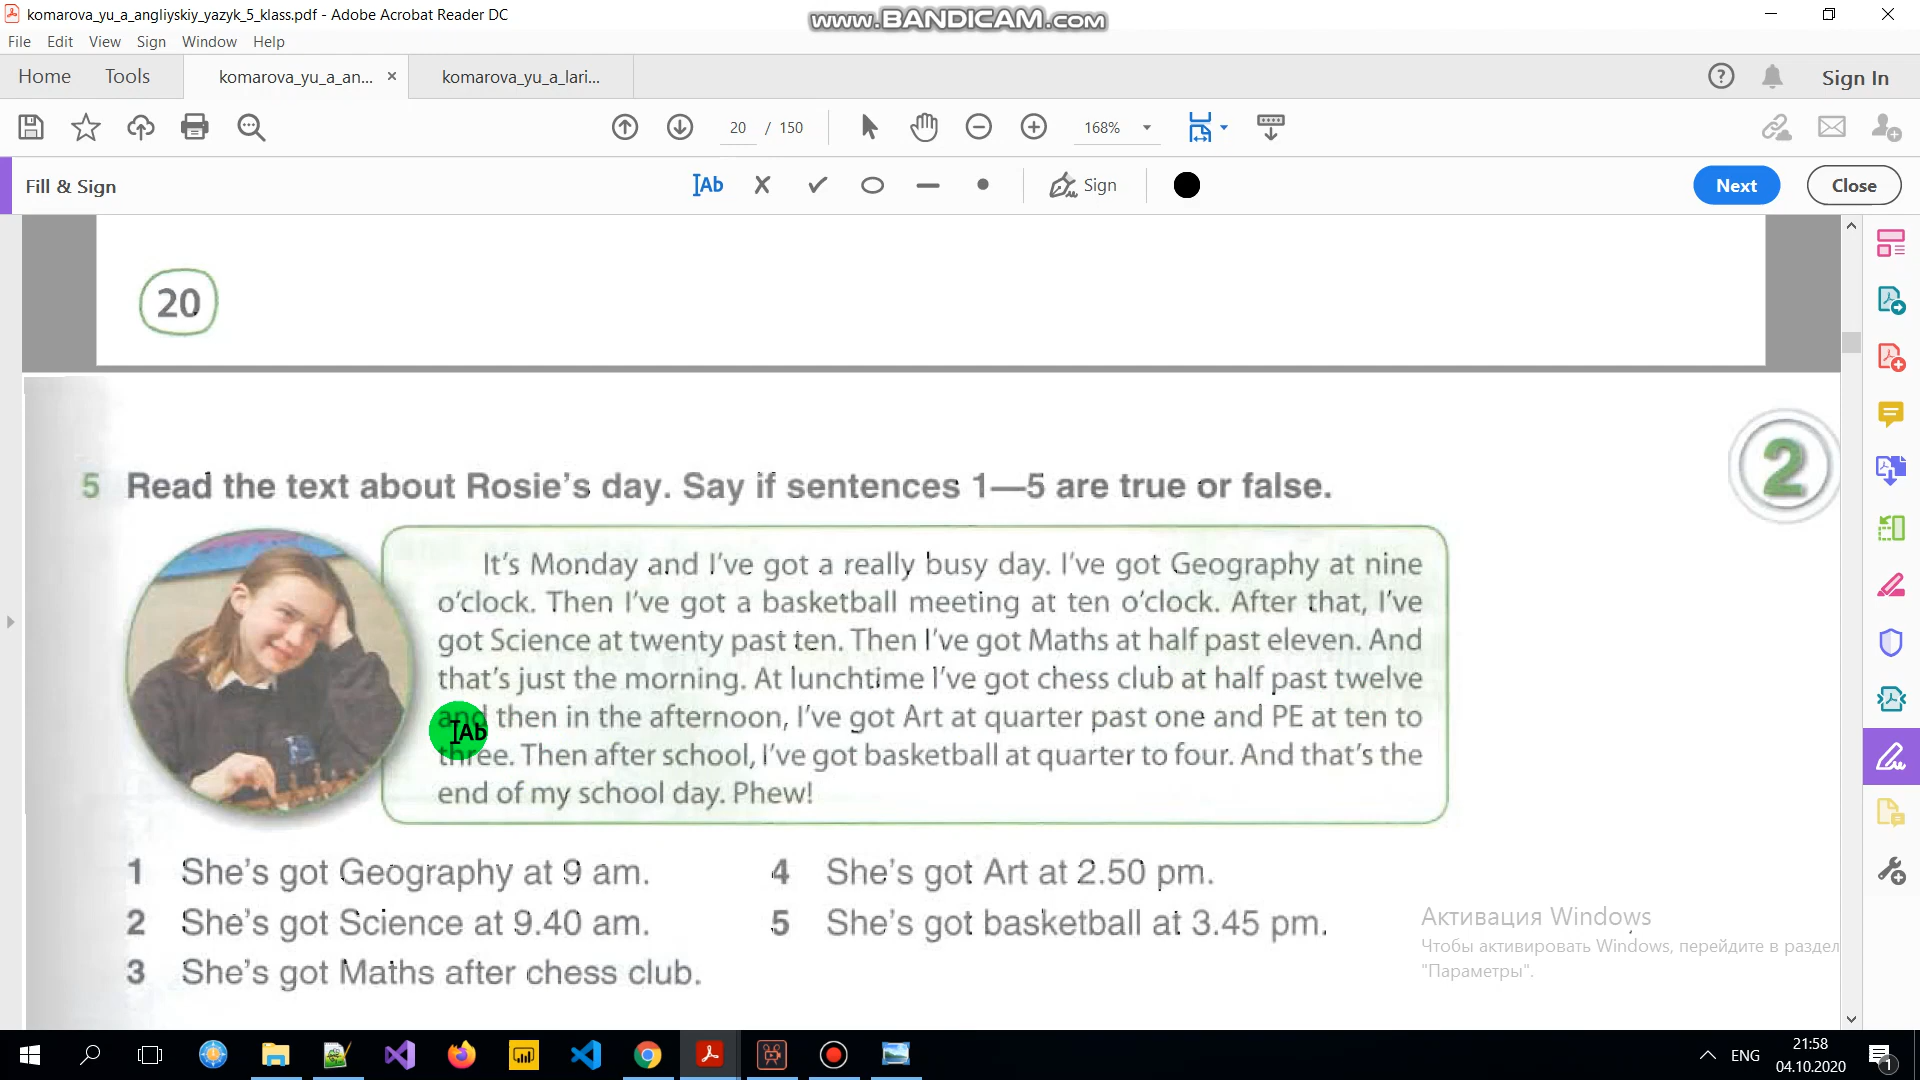 komarova_yu_a_angliyskiy_yazyk_5_klass.pdf - Adobe Acrobat Reader DC
www.BANDICAM.com
File Edit View Sign Window Help
Home Tools komarova_yu_a_an... × komarova_yu_a_lari... Sign In
20 / 150 168%
Fill & Sign Ab Sign Next Close
20
2
5 Read the text about Rosie's day. Say if sentences 1—5 are true or false.
It's Monday and I've got a really busy day. I've got Geography at nine
o'clock. Then I've got a basketball meeting at ten o'clock. After that, I've
got Science at twenty past ten. Then I've got Maths at half past eleven. And
that's just the morning. At lunchtime I've got chess club at half past twelve
and then in the afternoon, I've got Art at quarter past one and PE at ten to
three. Then after school, I've got basketball at quarter to four. And that's the
end of my school day. Phew!
Ab
1 She's got Geography at 9 am.
2 She's got Science at 9.40 am.
3 She's got Maths after chess club.
4 She's got Art at 2.50 pm.
5 She's got basketball at 3.45 pm.
Активация Windows
Чтобы активировать Windows, перейдите в раздел
"Параметры".
ENG
21:58
04.10.2020
1